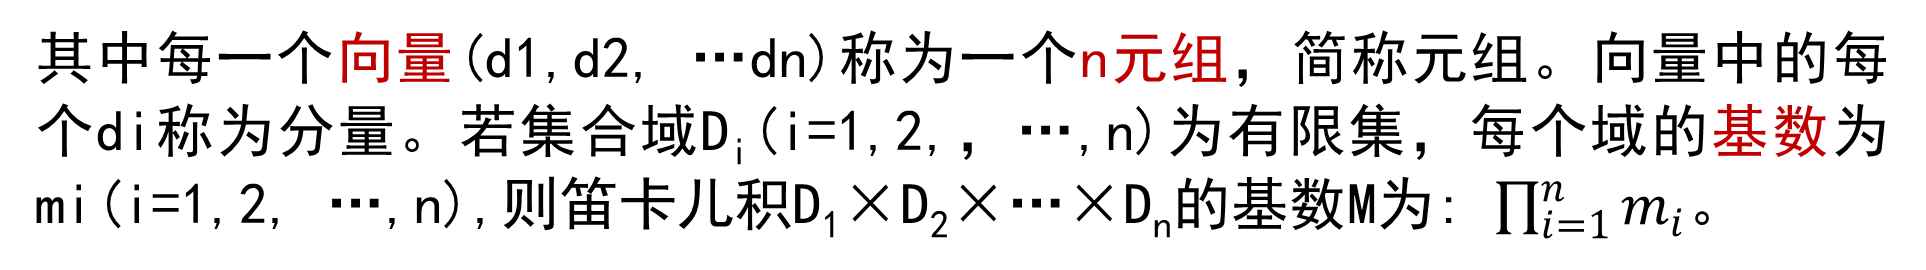 其中每一个向量(d1,d2, …dn)称为一个n元组，简称元组。向量中的每
个di称为分量。若集合域Dᵢ(i=1,2,，…,n)为有限集，每个域的基数为
mi(i=1,2, …,n),则笛卡儿积D₁×D₂×…×Dₙ的基数M为: ∏ⁿᵢ₌₁ mᵢ。